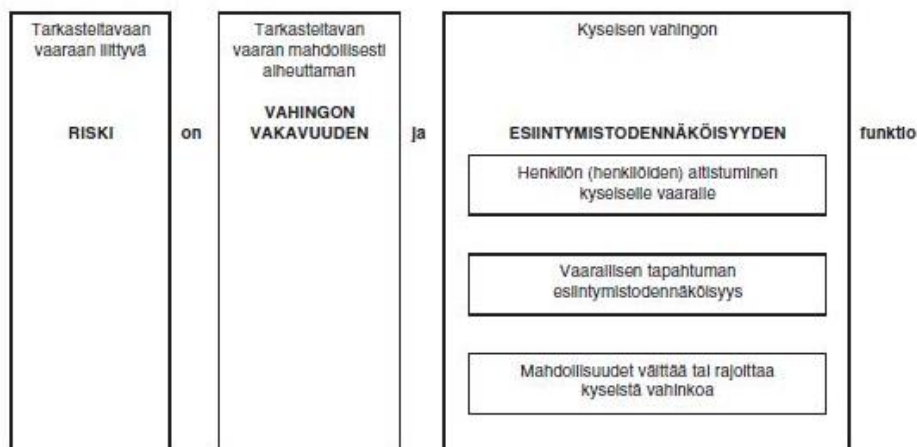 Tarkasteltavaan
vaaraan liittyvä
RISKI
on
Tarkasteltavan
vaaran mahdollisesti
aiheuttaman
VAHINGON
VAKAVUUDEN
ja
Kyseisen vahingon
ESIINTYMISTODENNÄKÖISYYDEN
Henkilön (henkilöiden) altistuminen
kyseiselle vaaralle
Vaarallisen tapahtuman
esiintymistodennäköisyys
Mahdollisuudet välttää tai rajoittaa
kyseistä vahinkoa
funktio